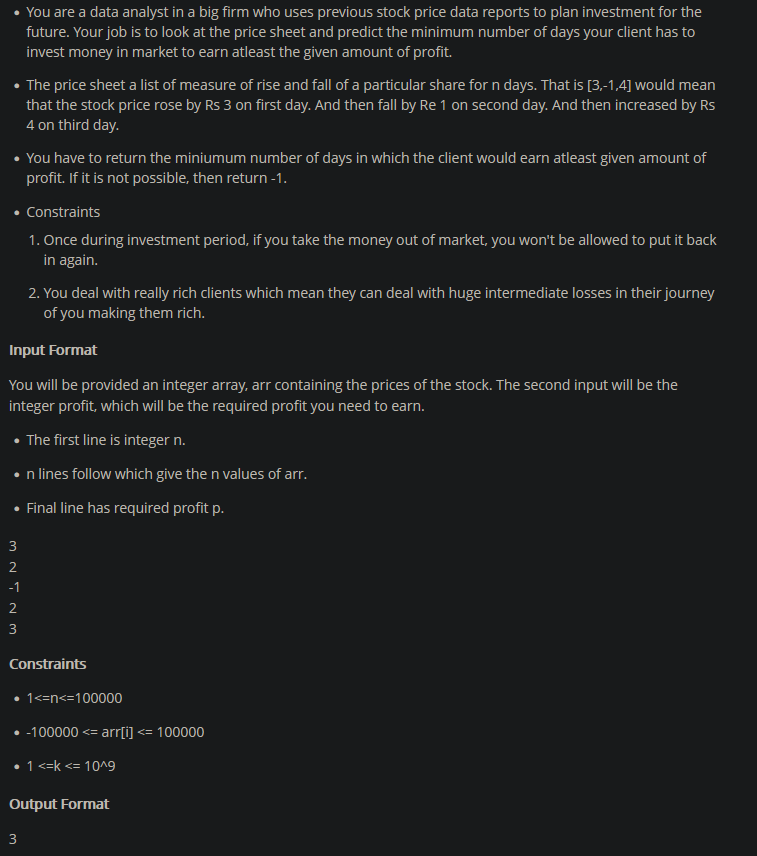 • You are a data analyst in a big firm who uses previous stock price data reports to plan investment for the
future. Your job is to look at the price sheet and predict the minimum number of days your client has to
invest money in market to earn atleast the given amount of profit.
• The price sheet a list of measure of rise and fall of a particular share for n days. That is [3,-1,4] would mean
that the stock price rose by Rs 3 on first day. And then fall by Re 1 on second day. And then increased by Rs
4 on third day.
• You have to return the miniumum number of days in which the client would earn atleast given amount of
profit. If it is not possible, then return -1.
• Constraints
1. Once during investment period, if you take the money out of market, you won't be allowed to put it back
in again.
2. You deal with really rich clients which mean they can deal with huge intermediate losses in their journey
of you making them rich.
Input Format
You will be provided an integer array, arr containing the prices of the stock. The second input will be the
integer profit, which will be the required profit you need to earn.
• The first line is integer n.
• n lines follow which give the n values of arr.
• Final line has required profit p.
3
2
-1
2
3
Constraints
• 1<=n<=100000
• -100000 <= arr[i] <= 100000
• 1 <=k <= 10^9
Output Format
3